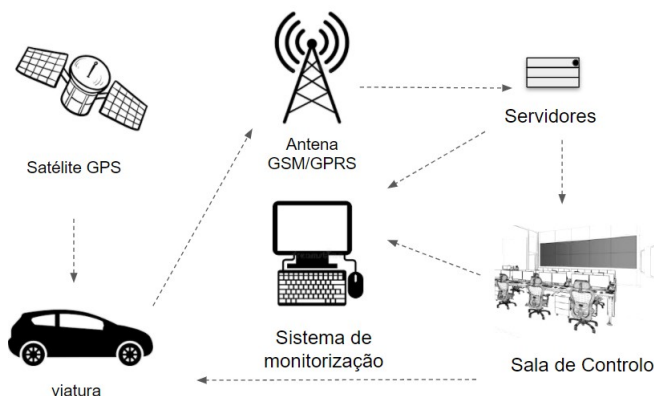 Satélite GPS
Antena
GSM/GPRS
Servidores
Sistema de
monitorização
Sala de Controlo
viatura